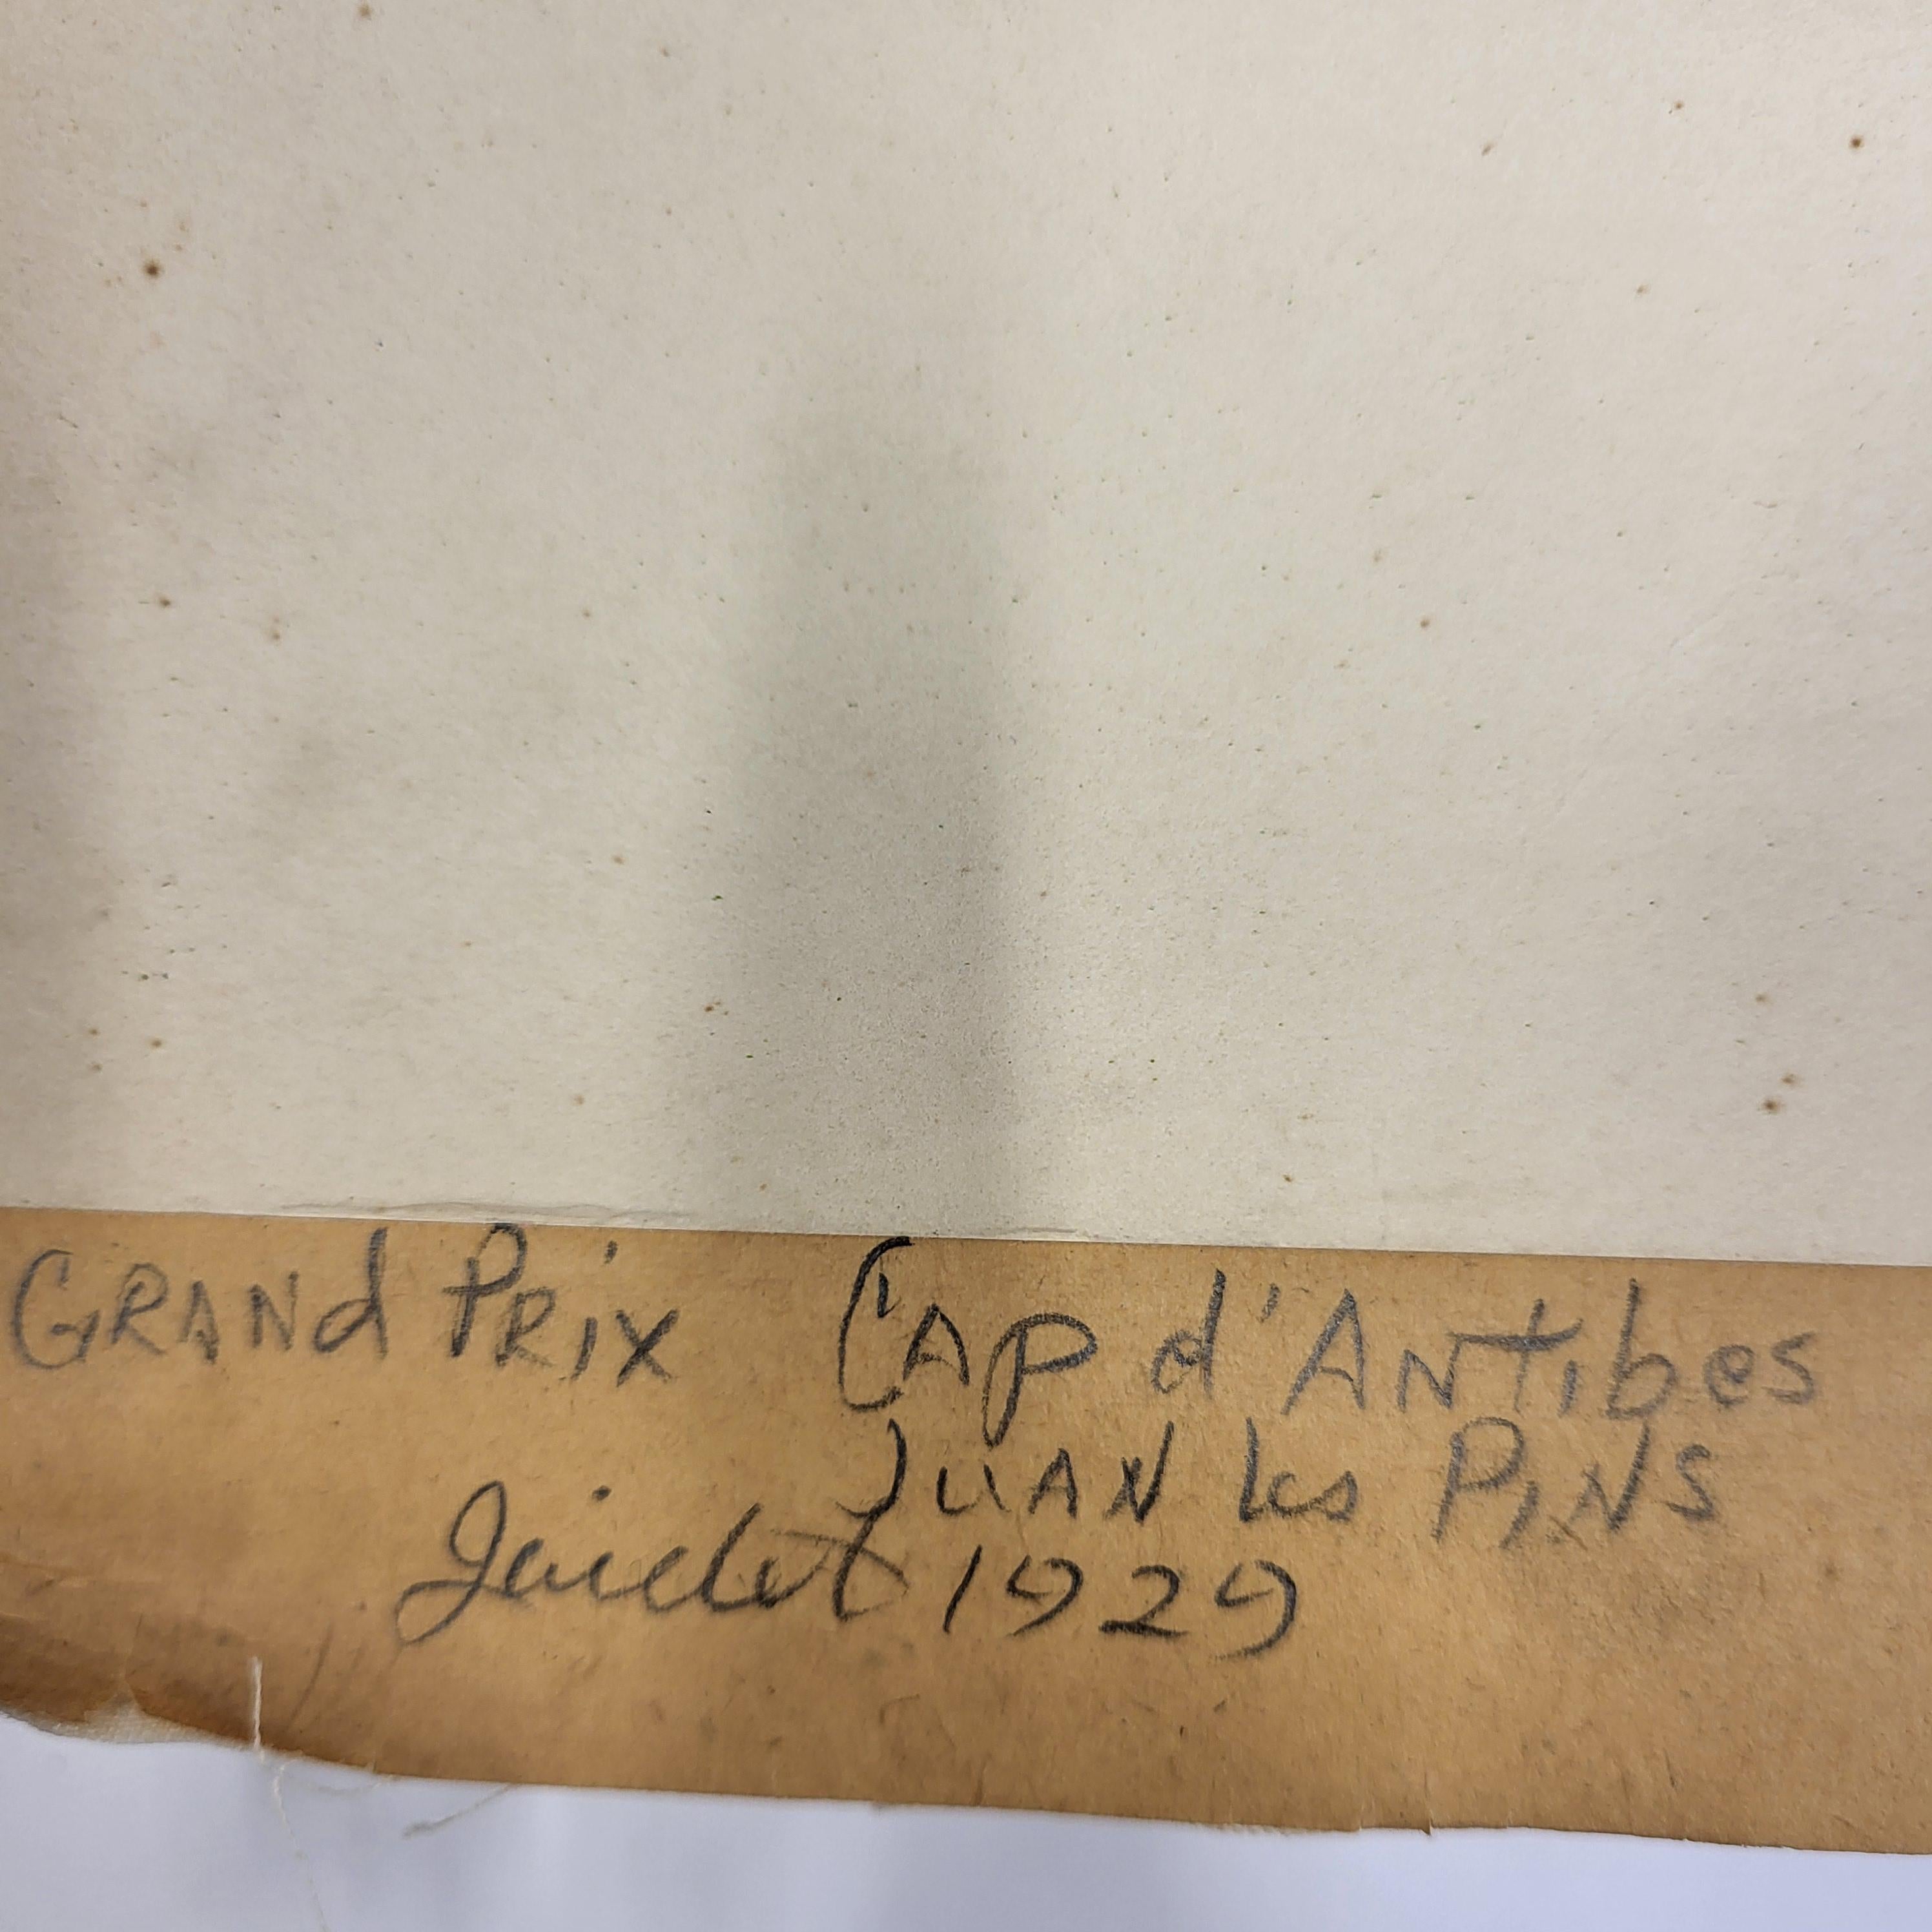 GRANd PRiX CAp d'ANtibes
JUAN les PiNS
Juillet 1929